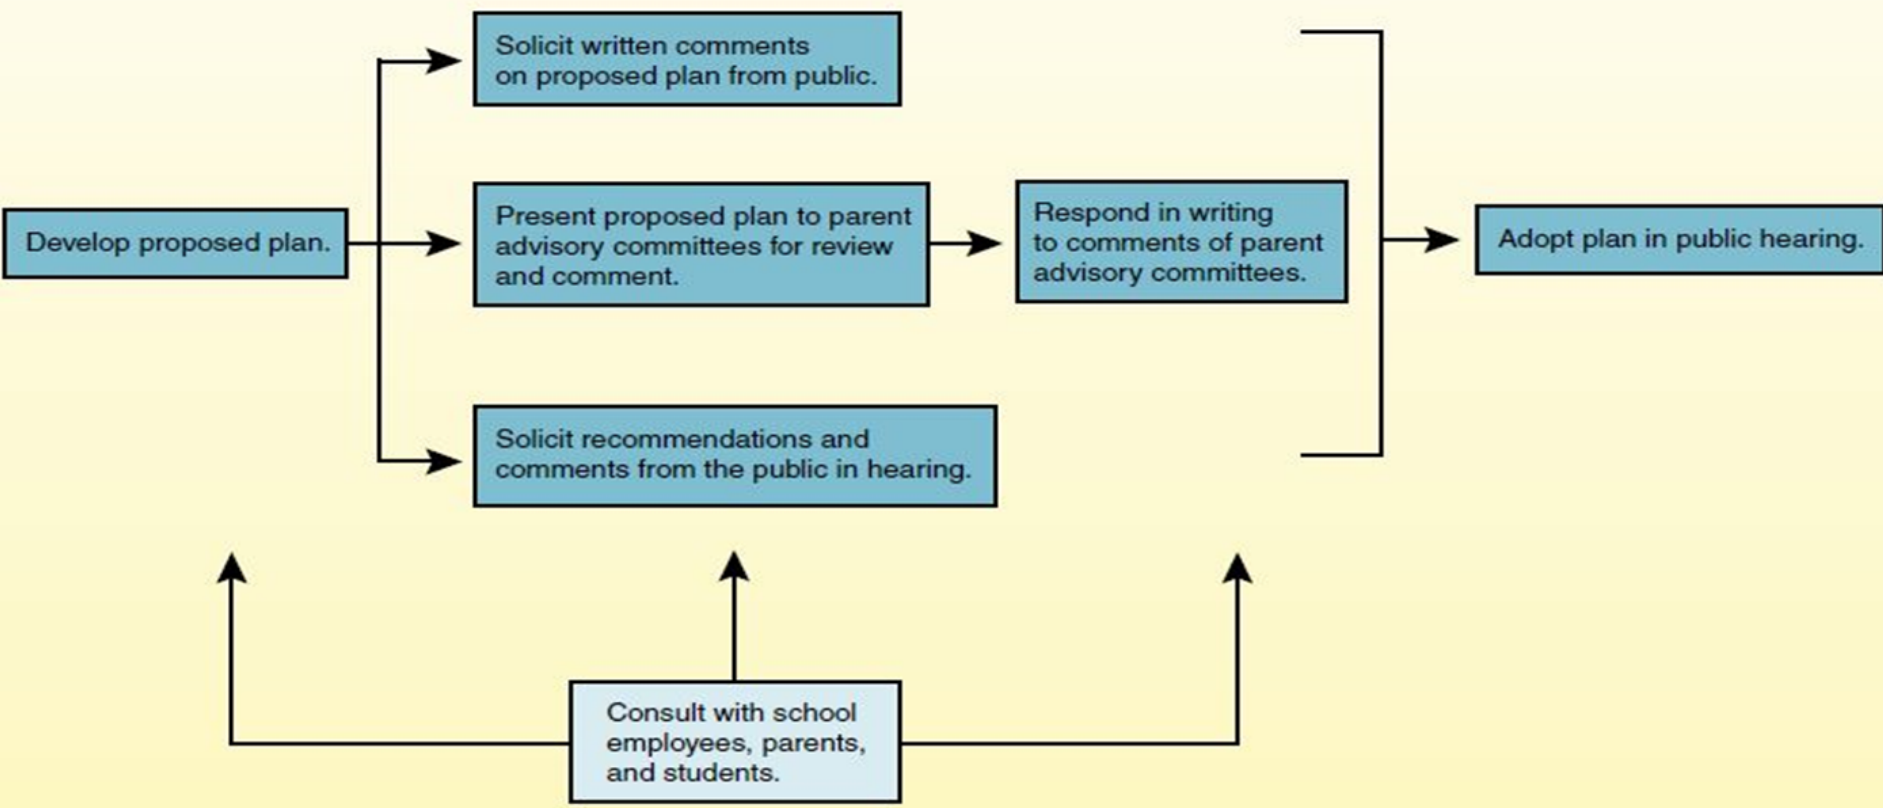 Solicit written comments
on proposed plan from public.
Develop proposed plan.
Present proposed plan to parent
advisory committees for review
and comment.
Respond in writing
to comments of parent
advisory committees.
Adopt plan in public hearing.
Solicit recommendations and
comments from the public in hearing.
Consult with school
employees, parents,
and students.